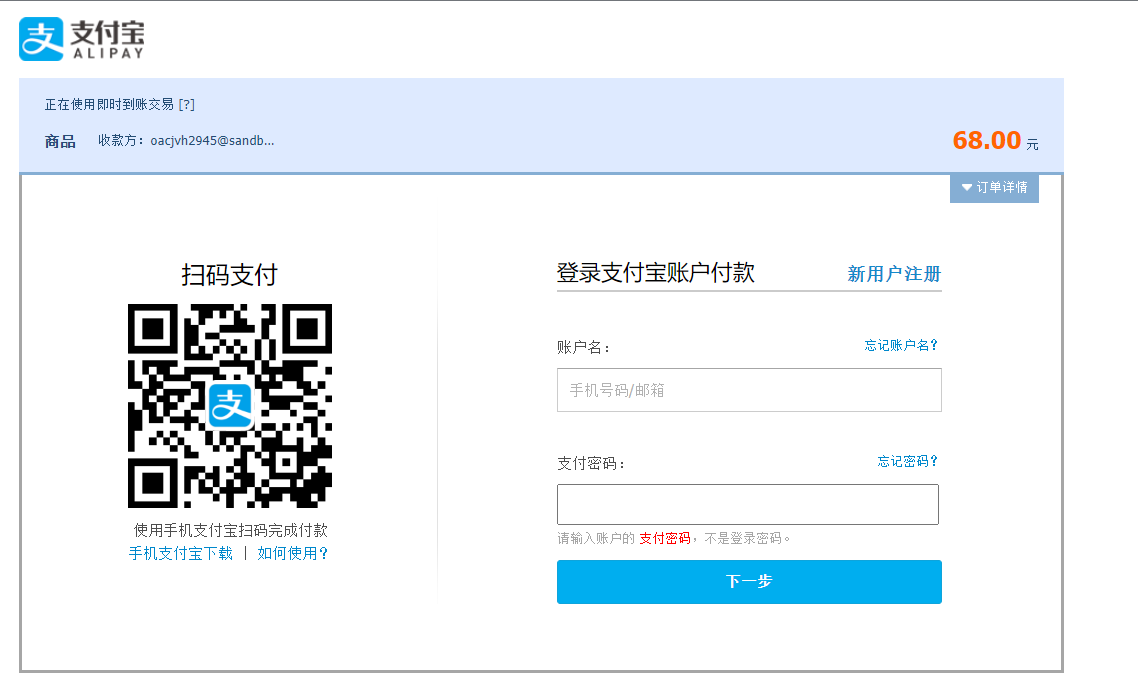 支 支付宝
ALIPAY
正在使用即时到账交易 [?]
商品 收款方：oacjvh2945@sandb...
68.00 元
订单详情
扫码支付
支
使用手机支付宝扫码完成付款
手机支付宝下载 | 如何使用?
登录支付宝账户付款 新用户注册
账户名： 忘记账户名?
手机号码/邮箱
支付密码： 忘记密码?
请输入账户的 支付密码，不是登录密码。
下一步